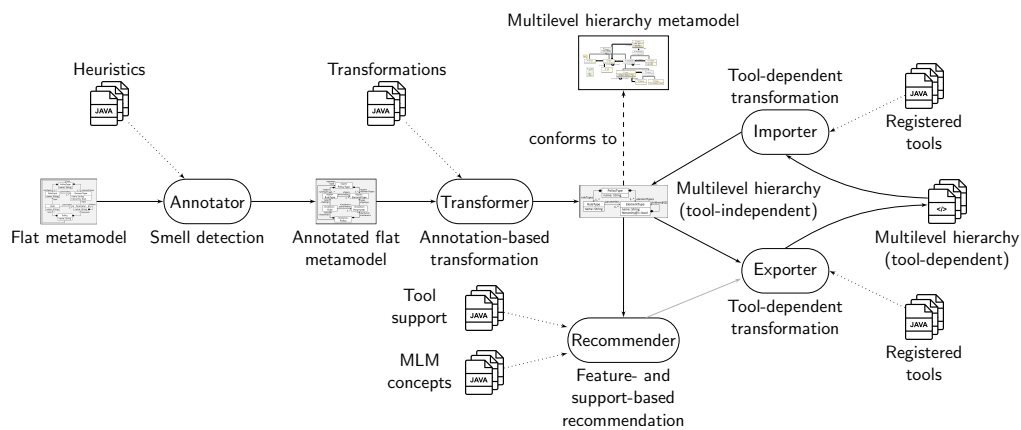 Multilevel hierarchy metamodel
Heuristics
JAVA
Transformations
JAVA
conforms to
Tool-dependent
transformation
Importer
JAVA
Registered
tools
Flat metamodel
Annotator
Smell detection
Annotated flat
metamodel
Transformer
Annotation-based
transformation
PolicyType
Multilevel hierarchy
(tool-independent)
</>
Multilevel hierarchy
(tool-dependent)
Exporter
Tool-dependent
transformation
JAVA
Registered
tools
Tool
support
JAVA
MLM
concepts
JAVA
Recommender
Feature- and
support-based
recommendation